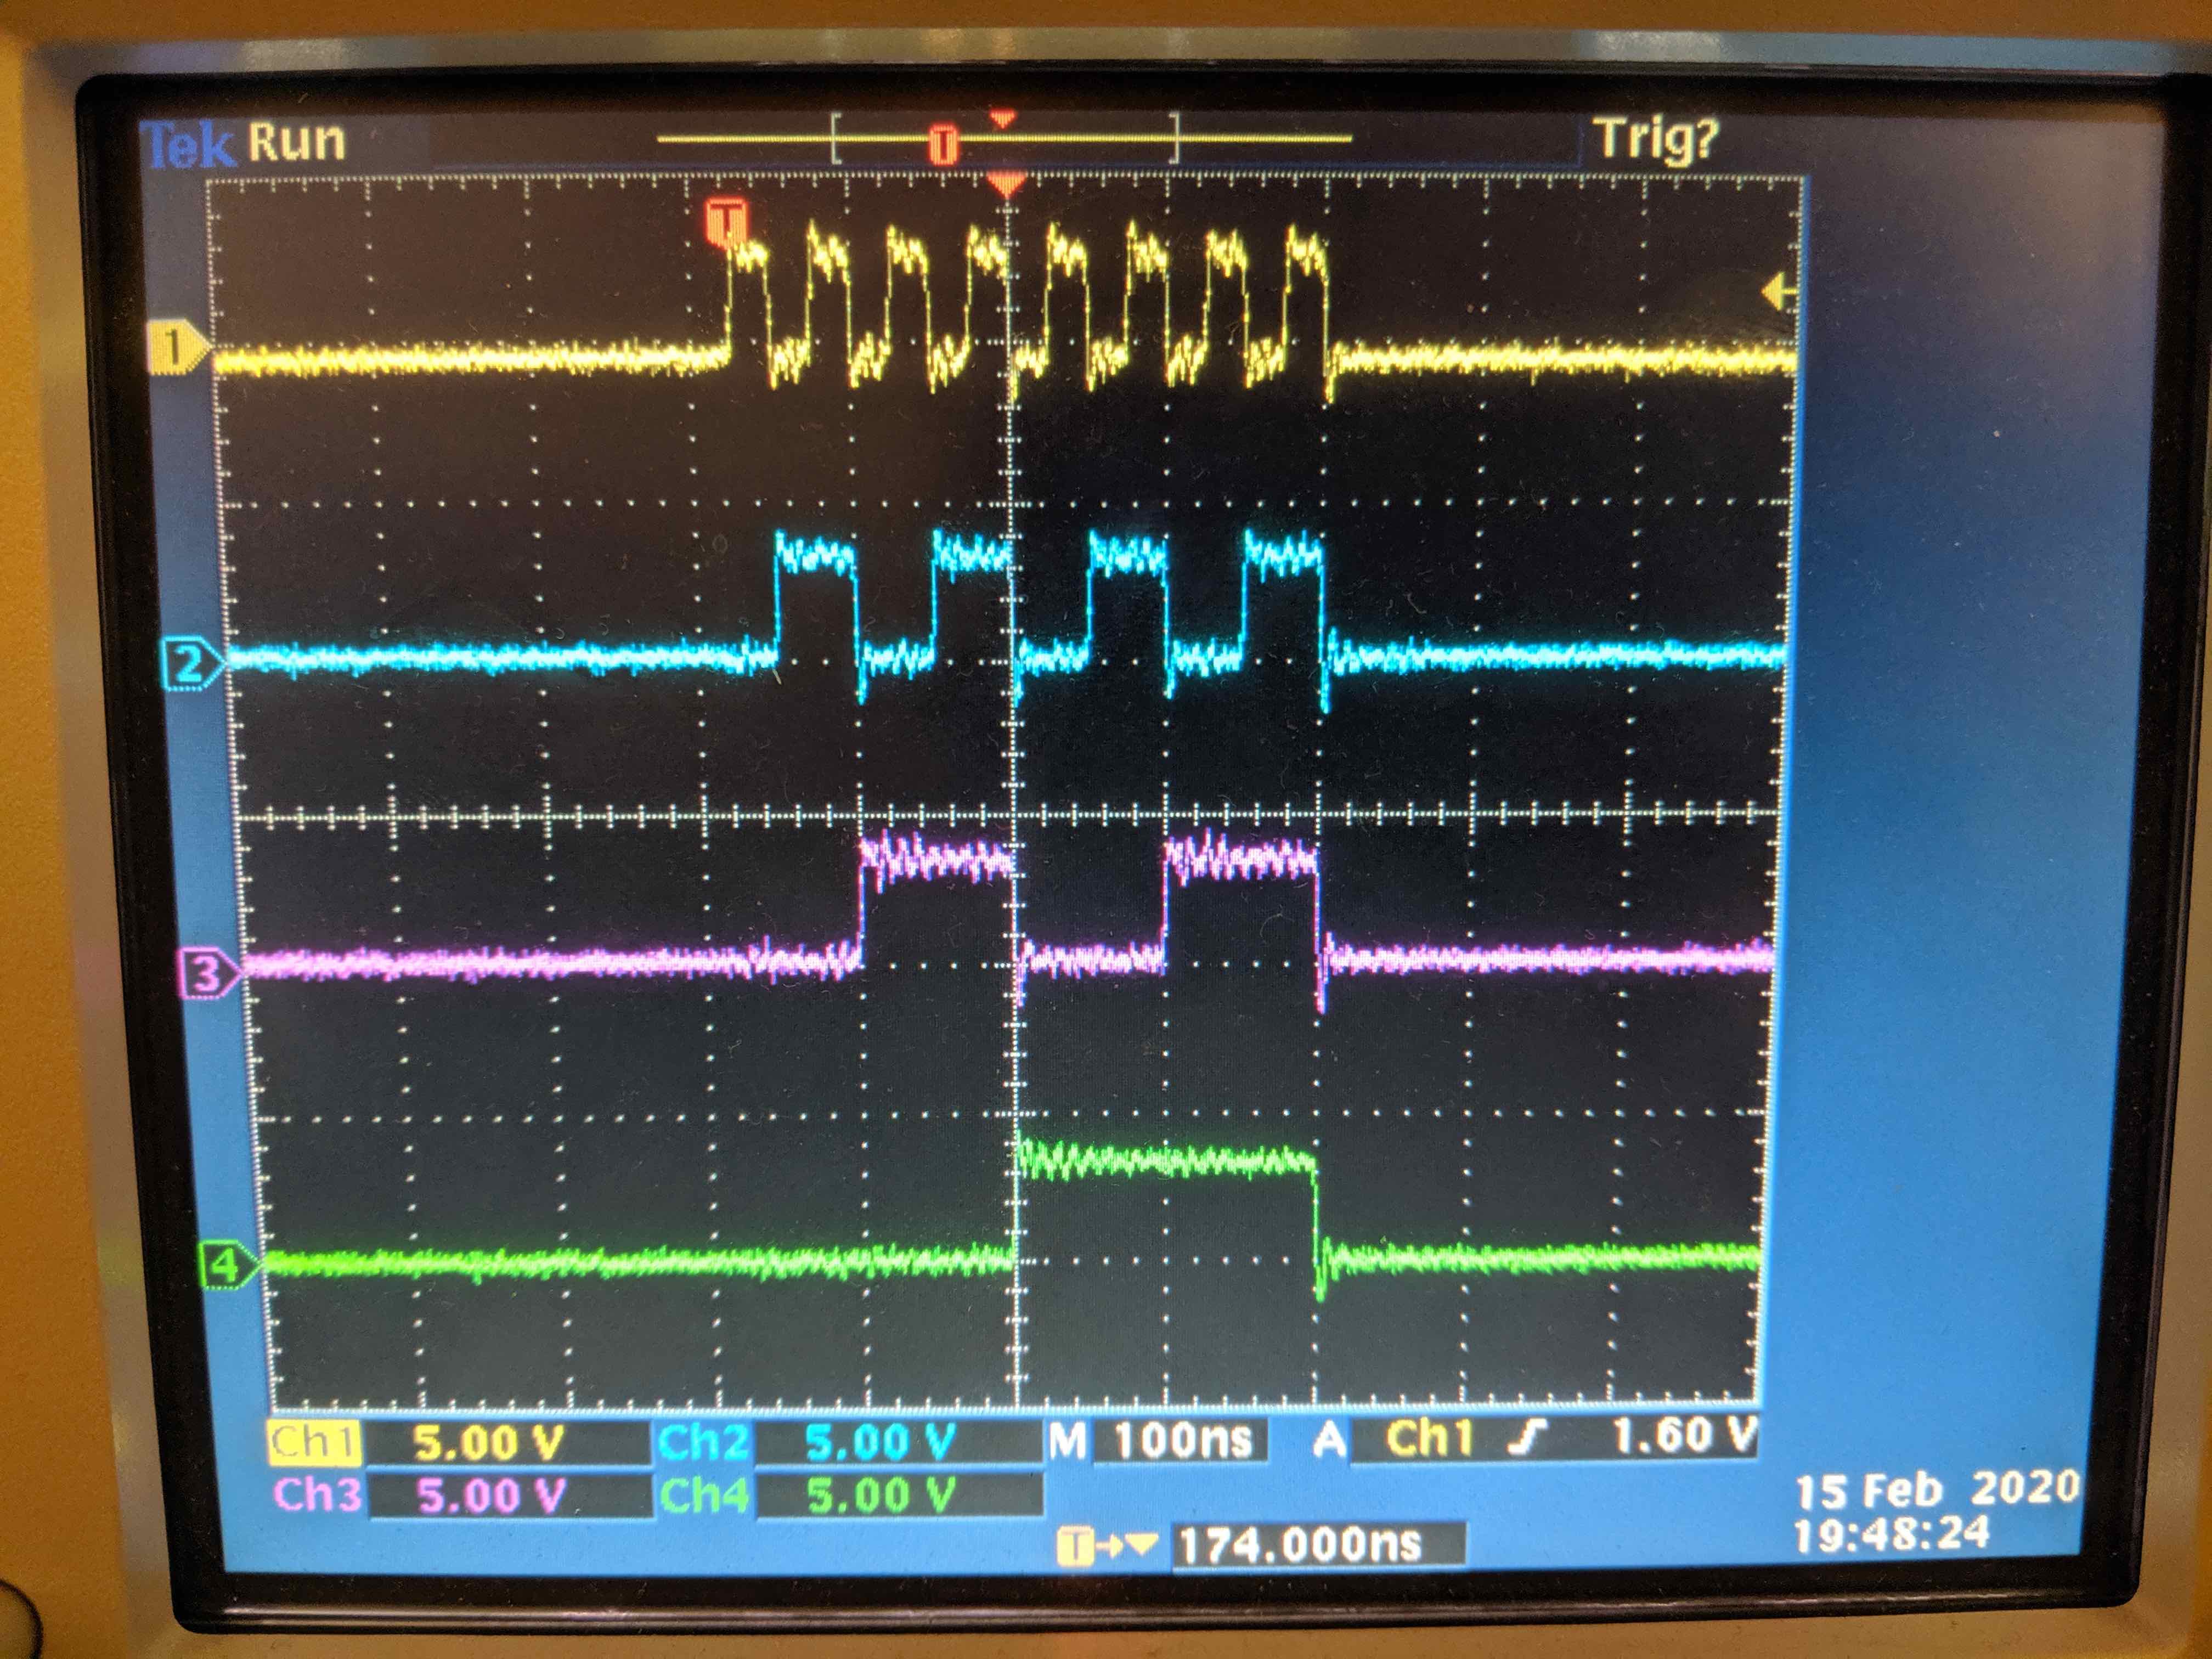 Tek Run Trig?
T
T
1
2
3
4
Ch1 5.00 V Ch2 5.00 V M 100ns A Ch1 1.60 V
Ch3 5.00 V Ch4 5.00 V
T 174.000ns
15 Feb 2020
19:48:24